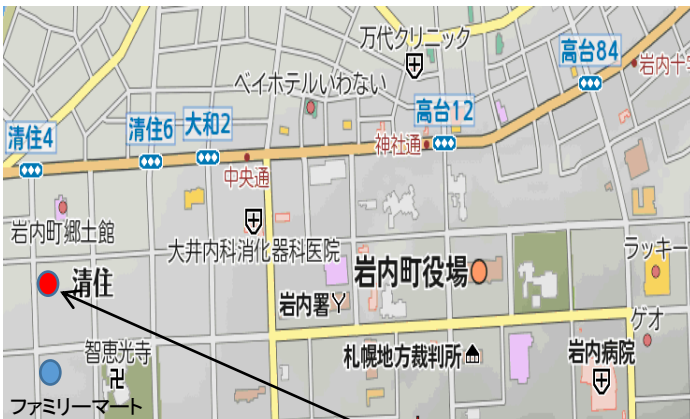 万代クリニック
高台84
岩内十字
ベイホテルいわない
高台12
清住4
清住6
大和2
神社通
中央通
岩内町郷土館
大井内科消化器科医院
ラッキー
清住
岩内町役場
岩内署
ゲオ
智恵光寺
札幌地方裁判所
岩内病院
ファミリーマート